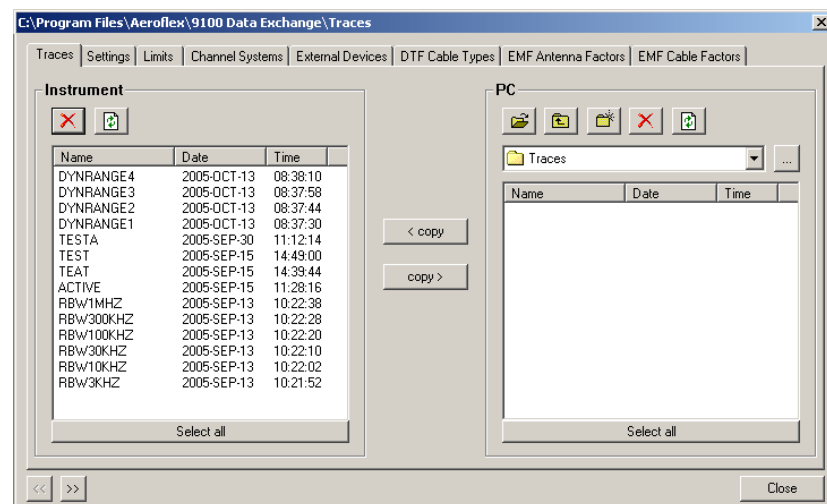 C:\Program Files\Aeroflex\9100 Data Exchange\Traces
Traces Settings Limits Channel Systems External Devices DTF Cable Types EMF Antenna Factors EMF Cable Factors
Instrument
Name Date Time
DYNRANGE4 2005-OCT-13 08:38:10
DYNRANGE3 2005-OCT-13 08:37:58
DYNRANGE2 2005-OCT-13 08:37:44
DYNRANGE1 2005-OCT-13 08:37:30
TESTA 2005-SEP-30 11:12:14
TEST 2005-SEP-15 14:49:00
TEAT 2005-SEP-15 14:39:44
ACTIVE 2005-SEP-15 11:28:16
RBW1MHZ 2005-SEP-13 10:22:38
RBW300KHZ 2005-SEP-13 10:22:28
RBW100KHZ 2005-SEP-13 10:22:20
RBW30KHZ 2005-SEP-13 10:22:10
RBW10KHZ 2005-SEP-13 10:22:02
RBW3KHZ 2005-SEP-13 10:21:52
Select all
< copy
copy >
PC
Traces ...
Name Date Time
Select all
<< >>
Close